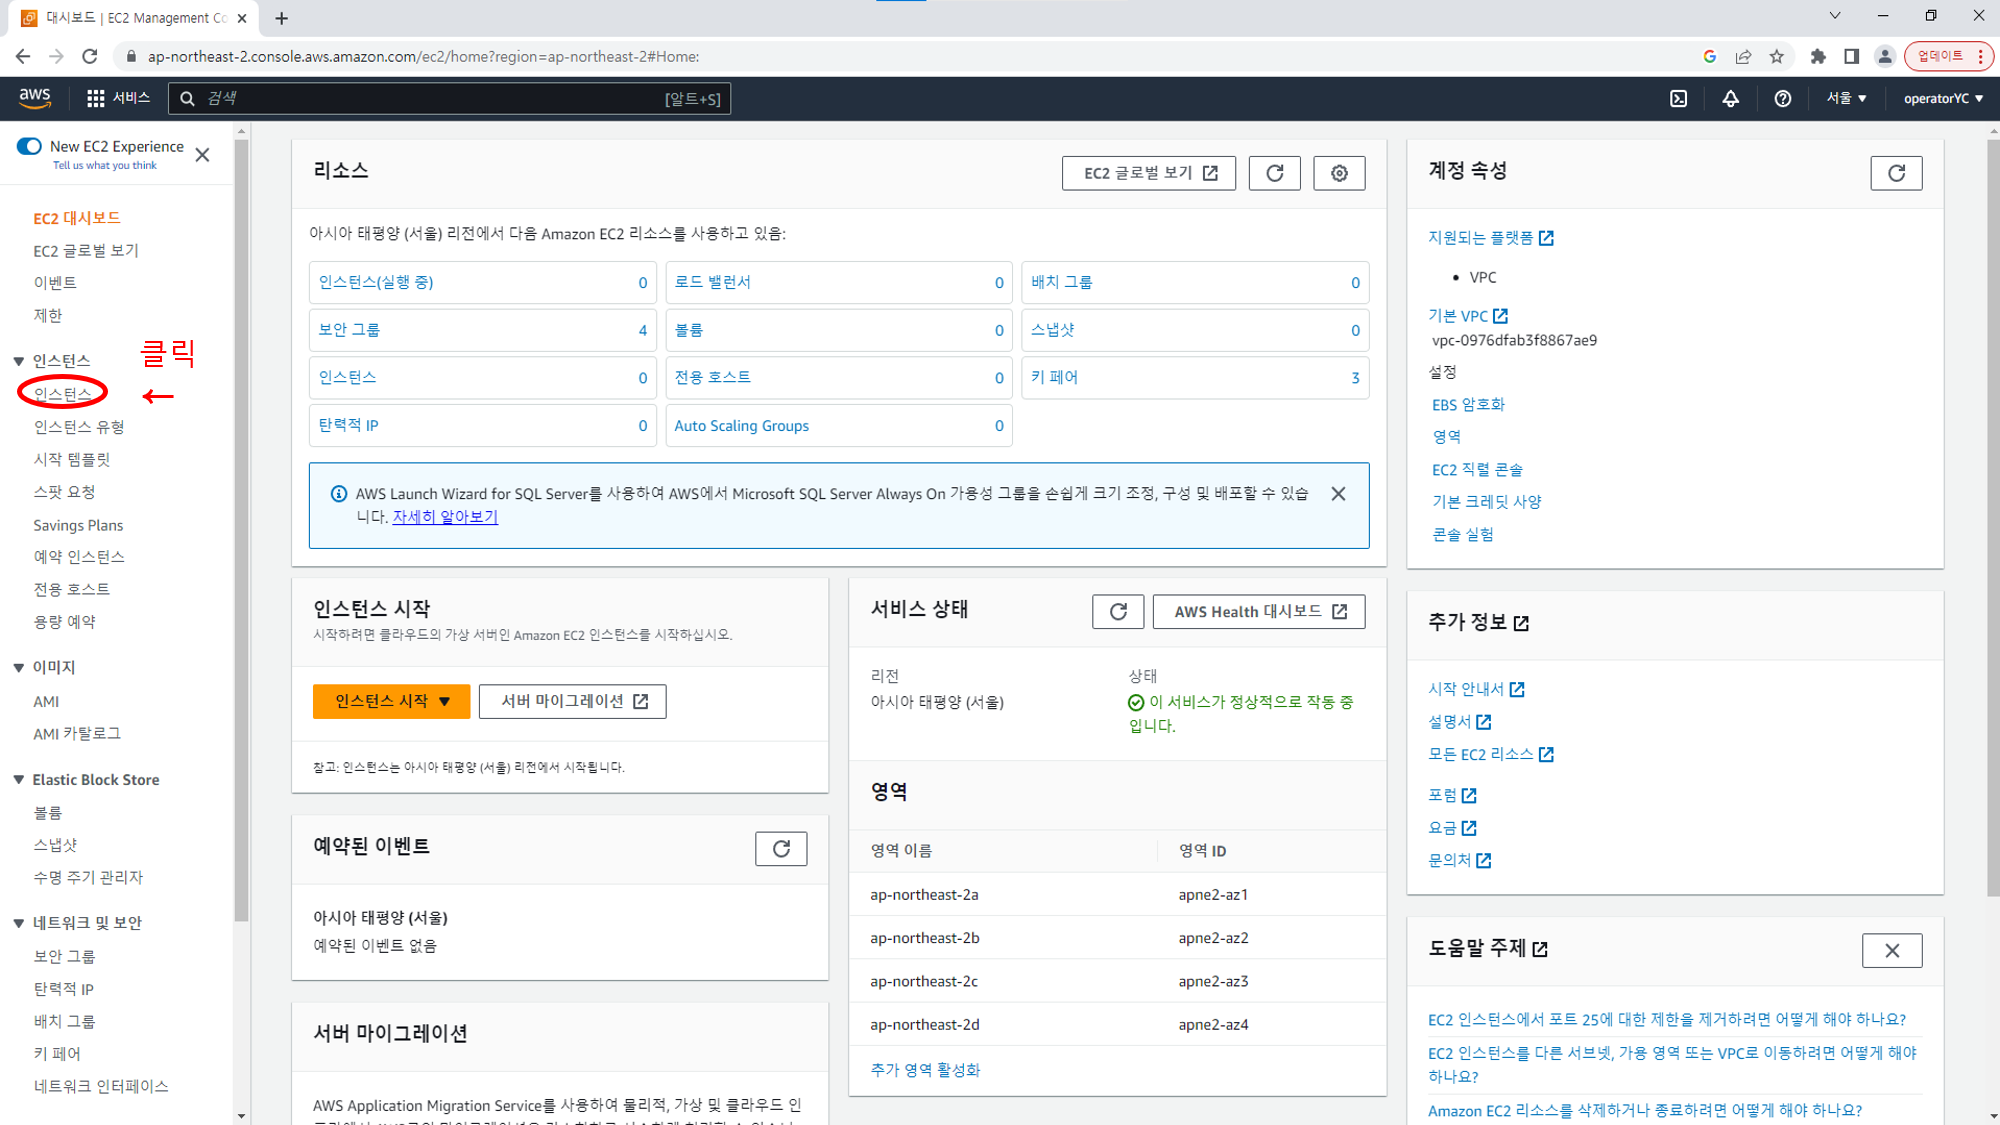 대시보드 | EC2 Management Co
ap-northeast-2.console.aws.amazon.com/ec2/home?region=ap-northeast-2#Home:
업데이트
aws
서비스
검색
[알트+S]
서울
operatorYC
New EC2 Experience
Tell us what you think
EC2 대시보드
EC2 글로벌 보기
이벤트
제한
인스턴스
클릭
인스턴스
←
인스턴스 유형
시작 템플릿
스팟 요청
Savings Plans
예약 인스턴스
전용 호스트
용량 예약
이미지
AMI
AMI 카탈로그
Elastic Block Store
볼륨
스냅샷
수명 주기 관리자
네트워크 및 보안
보안 그룹
탄력적 IP
배치 그룹
키 페어
네트워크 인터페이스
리소스
EC2 글로벌 보기
아시아 태평양 (서울) 리전에서 다음 Amazon EC2 리소스를 사용하고 있음:
인스턴스(실행 중) 0
로드 밸런서 0
배치 그룹 0
보안 그룹 4
볼륨 0
스냅샷 0
인스턴스 0
전용 호스트 0
키 페어 3
탄력적 IP 0
Auto Scaling Groups 0
AWS Launch Wizard for SQL Server를 사용하여 AWS에서 Microsoft SQL Server Always On 가용성 그룹을 손쉽게 크기 조정, 구성 및 배포할 수 있습
니다. 자세히 알아보기
인스턴스 시작
시작하려면 클라우드의 가상 서버인 Amazon EC2 인스턴스를 시작하십시오.
인스턴스 시작
서버 마이그레이션
참고: 인스턴스는 아시아 태평양 (서울) 리전에서 시작됩니다.
예약된 이벤트
아시아 태평양 (서울)
예약된 이벤트 없음
서버 마이그레이션
AWS Application Migration Service를 사용하여 물리적, 가상 및 클라우드 인
서비스 상태
AWS Health 대시보드
리전
상태
아시아 태평양 (서울)
이 서비스가 정상적으로 작동 중
입니다.
영역
영역 이름 영역 ID
ap-northeast-2a apne2-az1
ap-northeast-2b apne2-az2
ap-northeast-2c apne2-az3
ap-northeast-2d apne2-az4
추가 영역 활성화
계정 속성
지원되는 플랫폼
• VPC
기본 VPC
vpc-0976dfab3f8867ae9
설정
EBS 암호화
영역
EC2 직렬 콘솔
기본 크레딧 사양
콘솔 실험
추가 정보
시작 안내서
설명서
모든 EC2 리소스
포럼
요금
문의처
도움말 주제
EC2 인스턴스에서 포트 25에 대한 제한을 제거하려면 어떻게 해야 하나요?
EC2 인스턴스를 다른 서브넷, 가용 영역 또는 VPC로 이동하려면 어떻게 해야
하나요?
Amazon EC2 리소스를 삭제하거나 종료하려면 어떻게 해야 하나요?